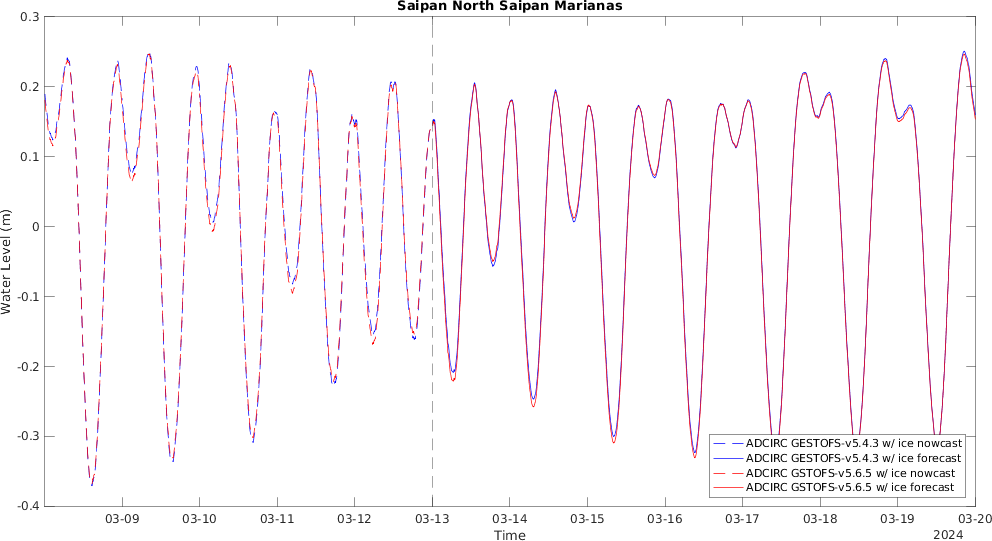 Saipan North Saipan Marianas
0.3
0.2
0.1
0
-0.1
-0.2
-0.3
-0.4
Water Level (m)
ADCIRC GESTOFS-v5.4.3 w/ ice nowcast
ADCIRC GESTOFS-v5.4.3 w/ ice forecast
ADCIRC GSTOFS-v5.6.5 w/ ice nowcast
ADCIRC GSTOFS-v5.6.5 w/ ice forecast
03-09 03-10 03-11 03-12 03-13 03-14 03-15 03-16 03-17 03-18 03-19 03-20
Time
2024